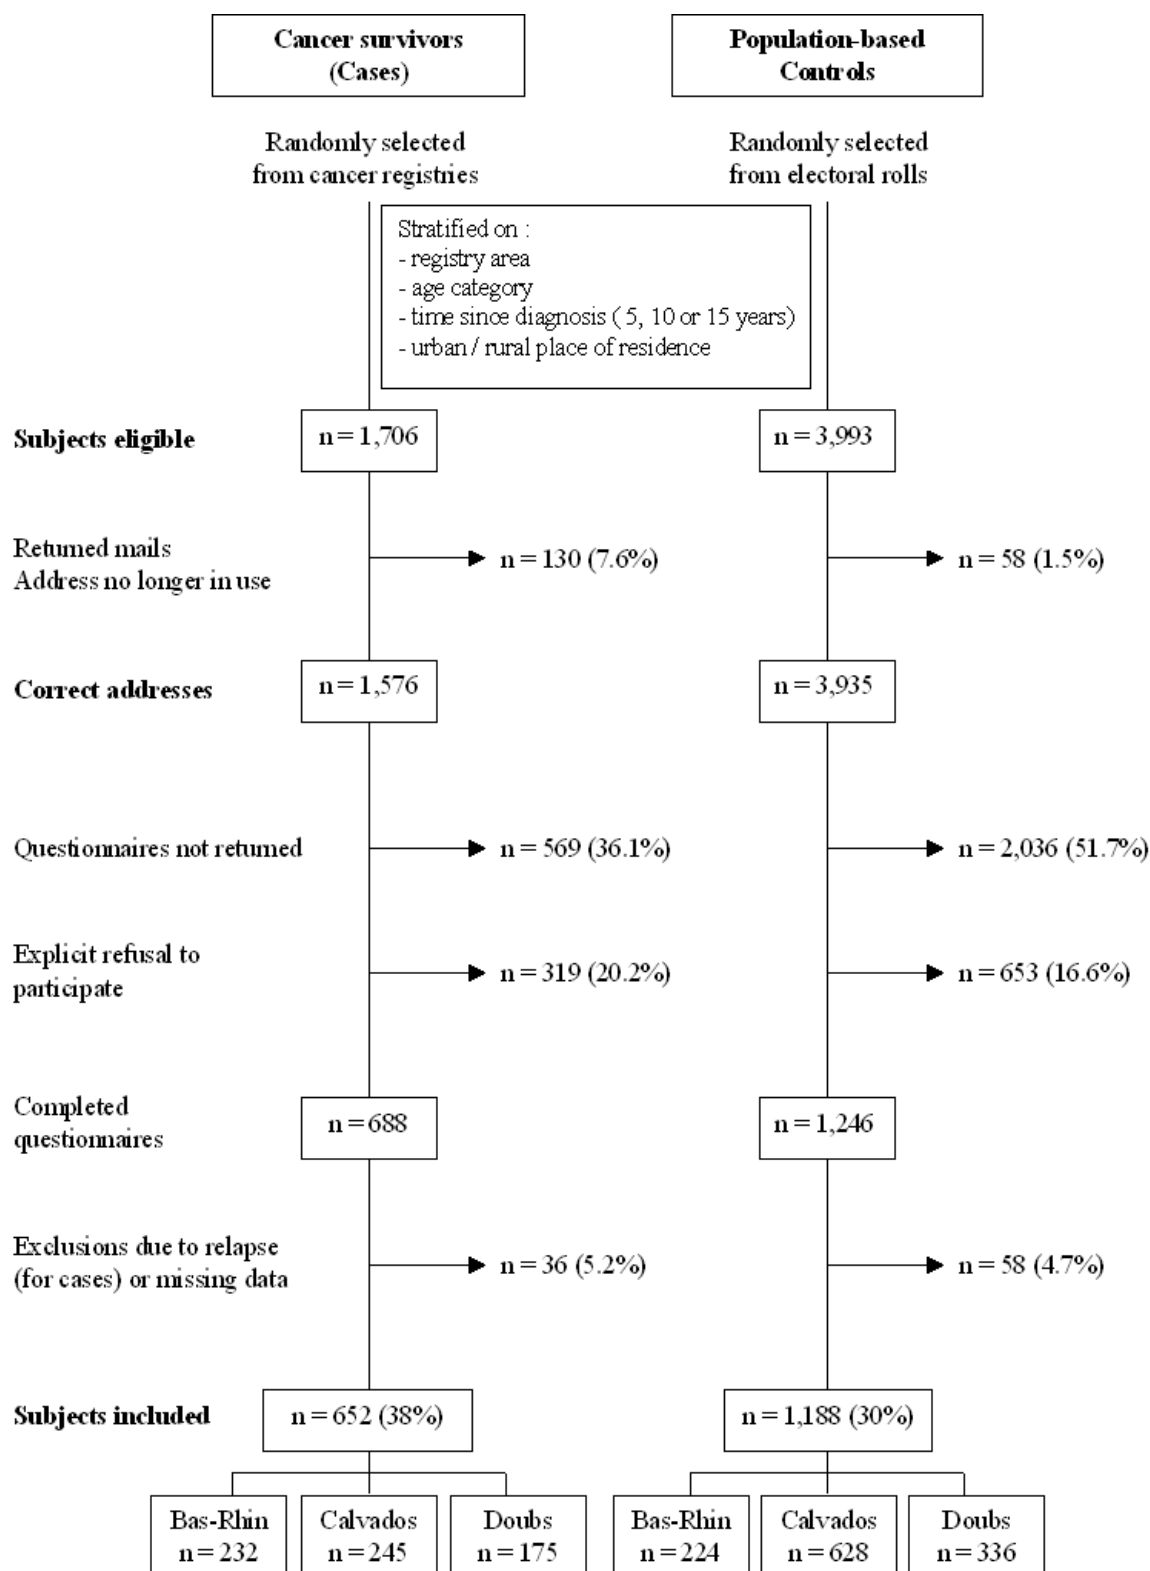 Cancer survivors
(Cases)
Population-based
Controls
Randomly selected
from cancer registries
Randomly selected
from electoral rolls
Stratified on :
- registry area
- age category
- time since diagnosis ( 5, 10 or 15 years)
- urban / rural place of residence
Subjects eligible
n = 1,706
n = 3,993
Returned mails
Address no longer in use
n = 130 (7.6%)
n = 58 (1.5%)
Correct addresses
n = 1,576
n = 3,935
Questionnaires not returned
n = 569 (36.1%)
n = 2,036 (51.7%)
Explicit refusal to
participate
n = 319 (20.2%)
n = 653 (16.6%)
Completed
questionnaires
n = 688
n = 1,246
Exclusions due to relapse
(for cases) or missing data
n = 36 (5.2%)
n = 58 (4.7%)
Subjects included
n = 652 (38%)
n = 1,188 (30%)
Bas-Rhin
n = 232
Calvados
n = 245
Doubs
n = 175
Bas-Rhin
n = 224
Calvados
n = 628
Doubs
n = 336